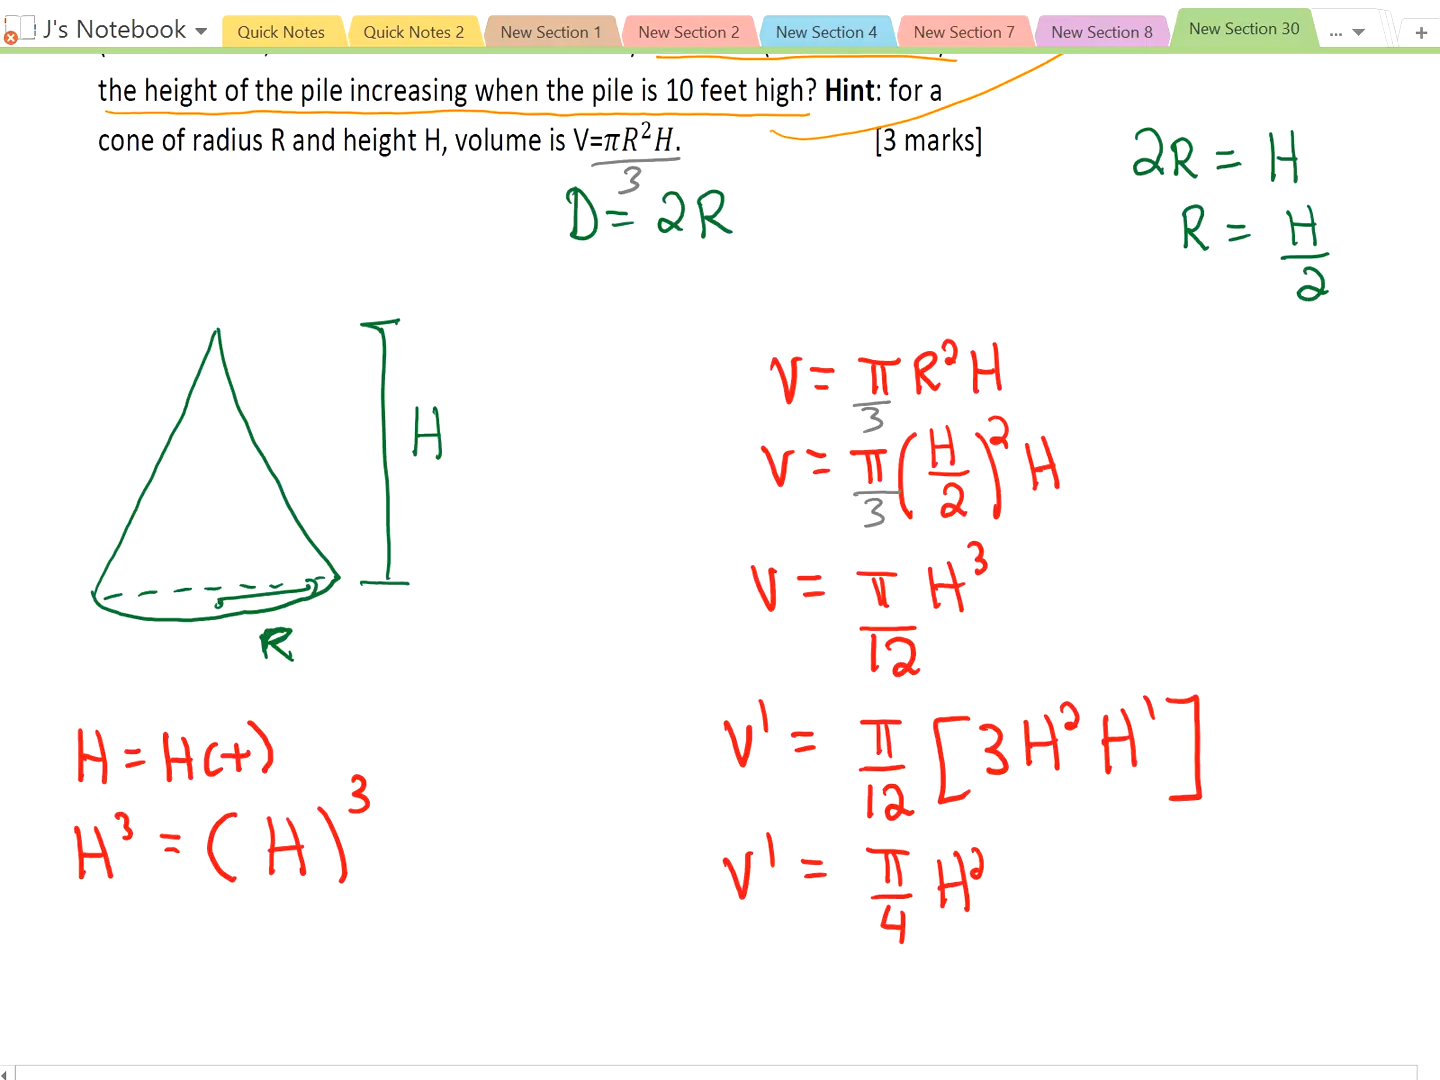 J's Notebook
Quick Notes
Quick Notes 2
New Section 1
New Section 2
New Section 4
New Section 7
New Section 8
New Section 30
...
+
the height of the pile increasing when the pile is 10 feet high? Hint: for a
cone of radius R and height H, volume is V=πR²H. [3 marks]
3
D = 2R
2R = H
R = H/2
H
R
V = π/3 R² H
V = π/3 (H/2)² H
V = π/12 H³
V' = π/12 [3H² H']
V' = π/4 H²
H = H(t)
H³ = (H)³